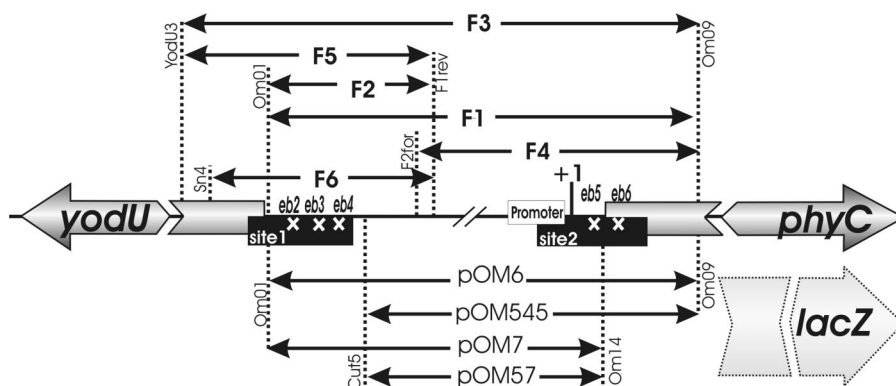 F3
YodU3
Om09
F5
Om01
F1rev
F2
F1
F2for
F4
Sn4
F6
+1
eb2 eb3 eb4
eb5 eb6
Promoter
yodU
phyC
site1
site2
pOM6
Om01
Om09
pOM545
lacZ
pOM7
Om14
Cut5
pOM57